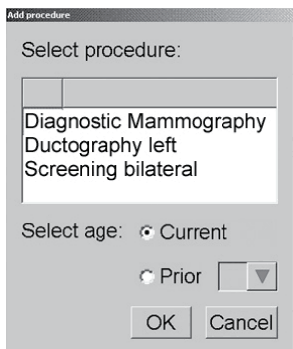 Add procedure
Select procedure:
Diagnostic Mammography
Ductography left
Screening bilateral
Select age: Current
Prior
OK Cancel